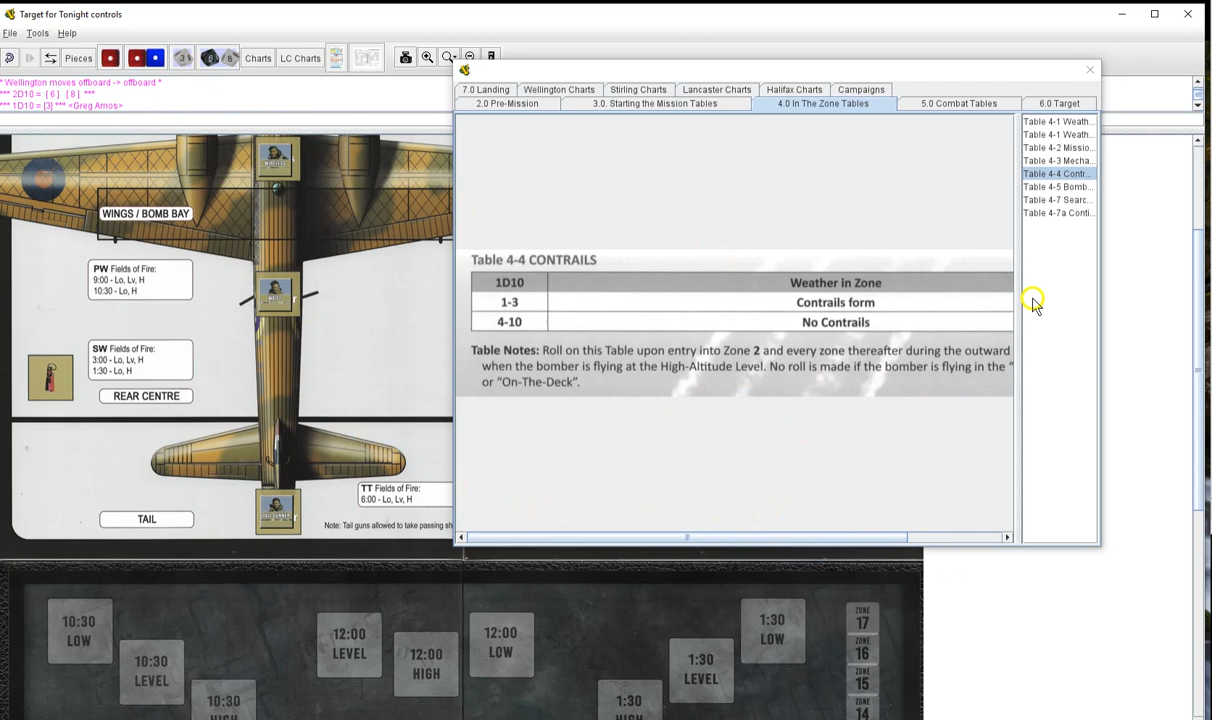 Target for Tonight controls
File Tools Help
Pieces
Charts
LC Charts
* Wellington moves offboard -> offboard *
*** 2D10 = [ 6 ] [ 8 ] ***
*** 1D10 = [3] *** <Greg Amos>
7.0 Landing Wellington Charts Stirling Charts Lancaster Charts Halifax Charts Campaigns
2.0 Pre-Mission 3.0. Starting the Mission Tables 4.0 In The Zone Tables 5.0 Combat Tables 6.0 Target
Table 4-1 Weath...
Table 4-1 Weath...
Table 4-2 Missio...
Table 4-3 Mecha...
Table 4-4 Contr...
Table 4-5 Bomb...
Table 4-7 Searc...
Table 4-7a Conti...
Table 4-4 CONTRAILS
1D10 Weather in Zone
1-3 Contrails form
4-10 No Contrails
Table Notes: Roll on this Table upon entry into Zone 2 and every zone thereafter during the outward
when the bomber is flying at the High-Altitude Level. No roll is made if the bomber is flying in the "
or "On-The-Deck".
WINGS / BOMB BAY
PW Fields of Fire:
9:00 - Lo, Lv, H
10:30 - Lo, H
SW Fields of Fire:
3:00 - Lo, Lv, H
1:30 - Lo, H
REAR CENTRE
TT Fields of Fire:
6:00 - Lo, Lv, H
TAIL
Note: Tail guns allowed to take passing sh
10:30
LOW
10:30
LEVEL
10:30
HIGH
12:00
LEVEL
12:00
HIGH
12:00
LOW
1:30
HIGH
1:30
LEVEL
1:30
LOW
ZONE
17
ZONE
16
ZONE
15
ZONE
14